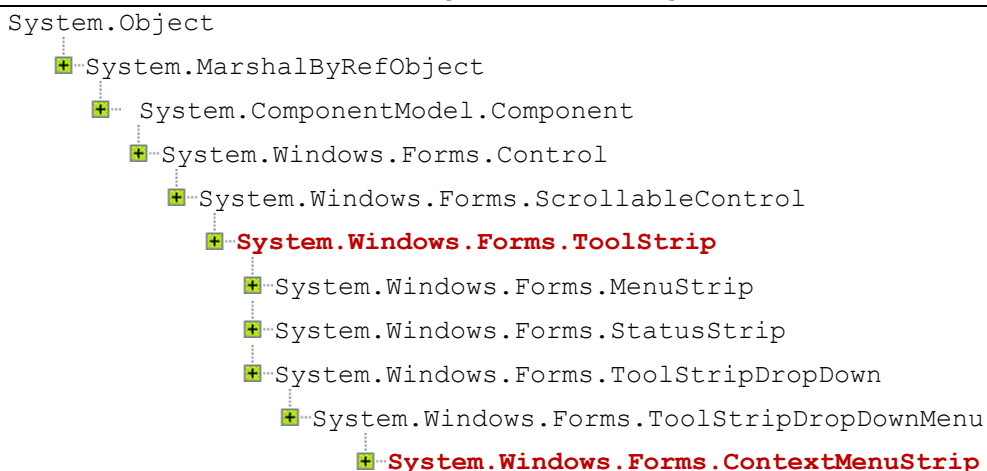 System.Object
System.MarshalByRefObject
System.ComponentModel.Component
System.Windows.Forms.Control
System.Windows.Forms.ScrollableControl
System.Windows.Forms.ToolStrip
System.Windows.Forms.MenuStrip
System.Windows.Forms.StatusStrip
System.Windows.Forms.ToolStripDropDown
System.Windows.Forms.ToolStripDropDownMenu
System.Windows.Forms.ContextMenuStrip